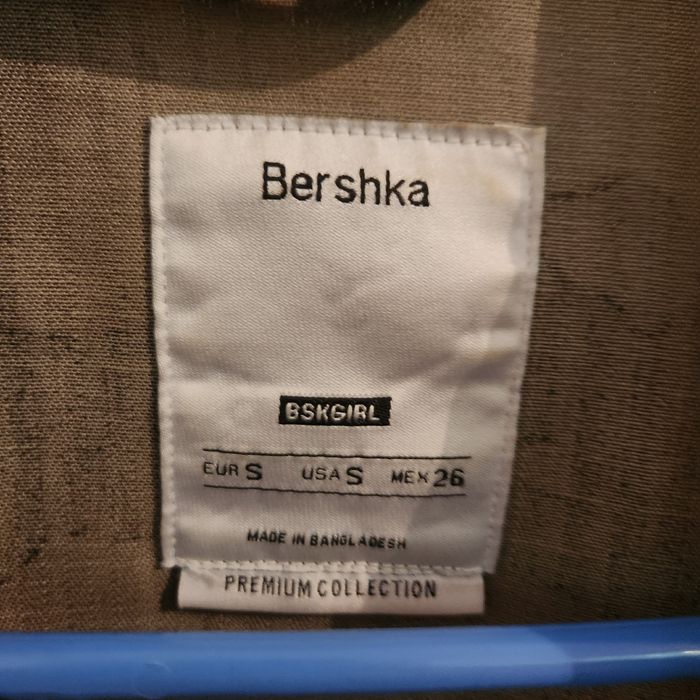 Bershka
BSKGIRL
EUR S USA S MEX 26
MADE IN BANGLADESH
PREMIUM COLLECTION